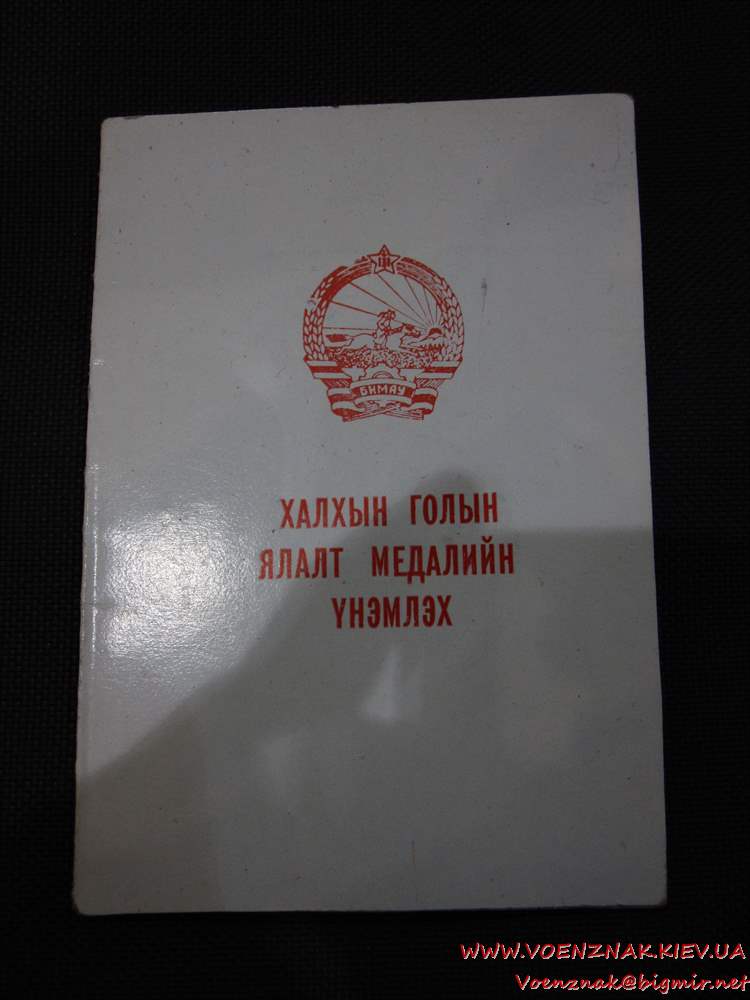 БНМАУ
ХАЛХЫН ГОЛЫН
ЯЛАЛТ МЕДАЛИЙН
ҮНЭМЛЭХ
WWW.VOENZNAK.KIEV.UA
Voenznak@bigmir.net